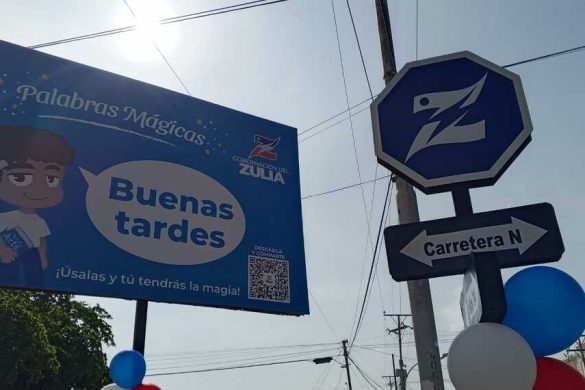 Palabras Mágicas
GOBERNACIÓN DEL
ZULIA
Buenas
tardes
DESCARGA
Y COMPARTE
¡Úsalas y tú tendrás la magia!
Carretera N